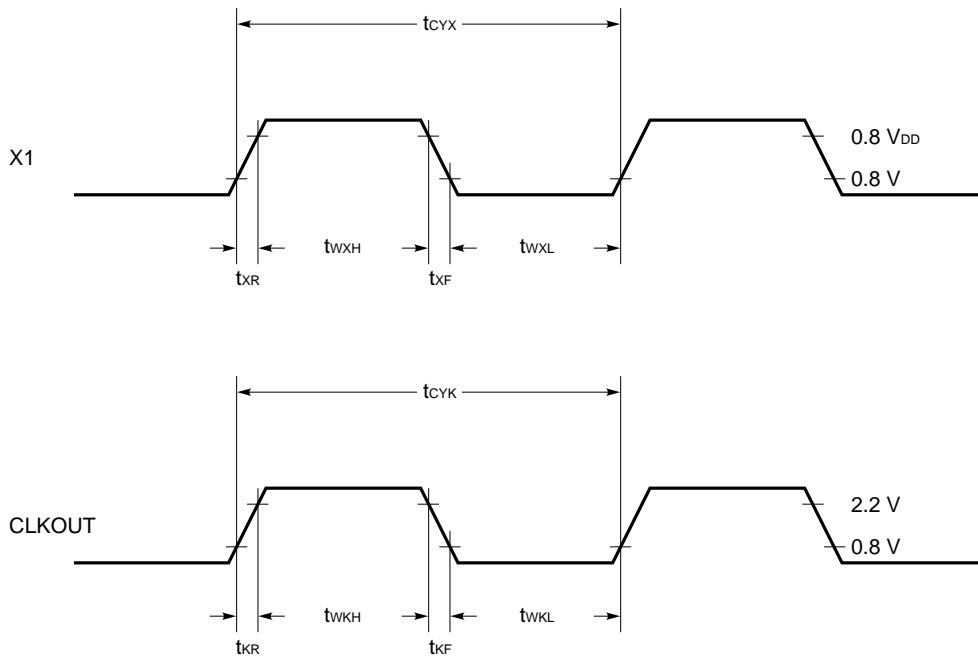 tCYX
X1
0.8 VDD
0.8 V
tWXH
tWXL
tXR
tXF
tCYK
CLKOUT
2.2 V
0.8 V
tWKH
tWKL
tKR
tKF